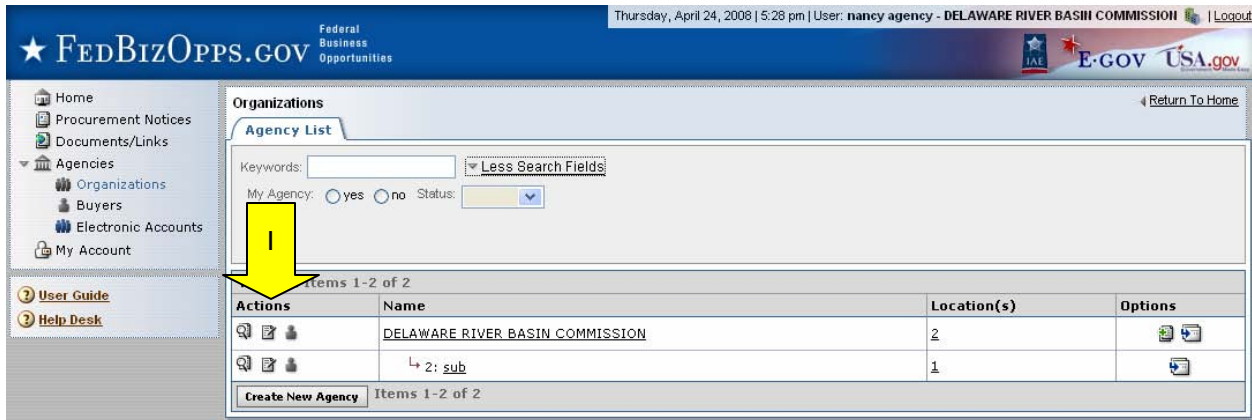 Thursday, April 24, 2008 | 5:28 pm | User: nancy agency - DELAWARE RIVER BASIN COMMISSION | Logout
★ FEDBIZOPPS.GOV Federal Business Opportunities
IAE E-GOV USA.gov
Home
Procurement Notices
Documents/Links
Agencies
Organizations
Buyers
Electronic Accounts
My Account
User Guide
Help Desk
Organizations
Return To Home
Agency List
Keywords: Less Search Fields
My Agency: yes no Status:
I
Items 1-2 of 2
Actions Name Location(s) Options
DELAWARE RIVER BASIN COMMISSION 2
2: sub 1
Create New Agency Items 1-2 of 2